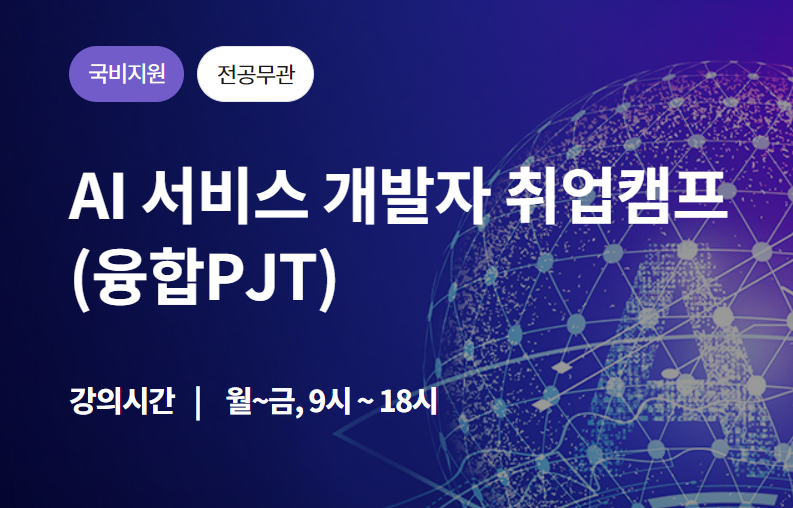 국비지원 전공무관
AI 서비스 개발자 취업캠프
(융합PJT)
강의시간 | 월~금, 9시 ~ 18시